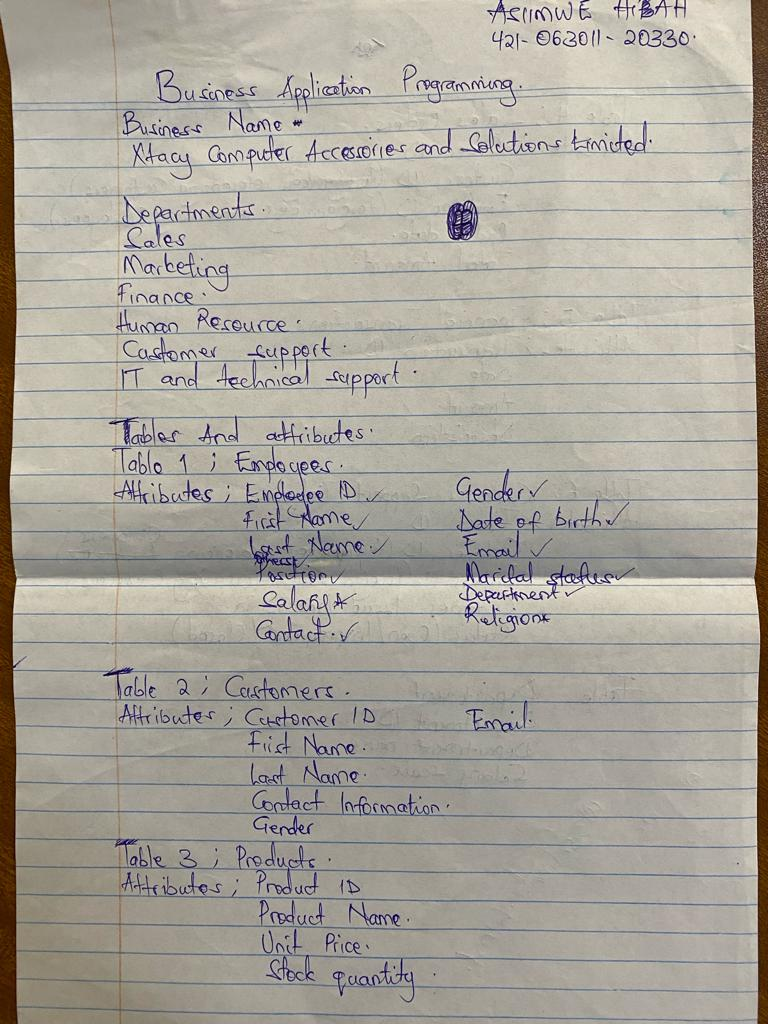 ASIIMWE HIBAH
421-063011-20330.
Business Application Programming.
Business Name
Xtacy Computer Accessories and Solutions Limited.
Departments.
Sales
Marketing
Finance.
Human Resource.
Customer support.
IT and technical support.
Tables And attributes.
Table 1 ; Employees.
Attributes ; Employee ID ✓ Gender ✓
First Name ✓ Date of birth ✓
Last Name ✓ Email ✓
Position ✓ Marital status ✓
Salary * Department ✓
Contact. ✓ Religion *
Table 2 ; Customers.
Attributes ; Customer ID Email.
First Name.
Last Name.
Contact Information.
Gender
Table 3 ; Products.
Attributes ; Product ID
Product Name.
Unit Price.
Stock quantity.